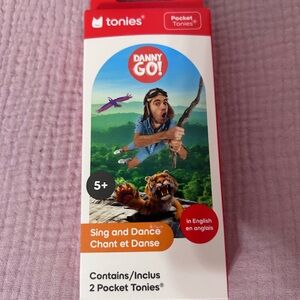 tonies®
Pocket
Tonies®
DANNY
GO!
5+
in English
en anglais
Sing and Dance
Chant et Danse
Contains/Inclus
2 Pocket Tonies®